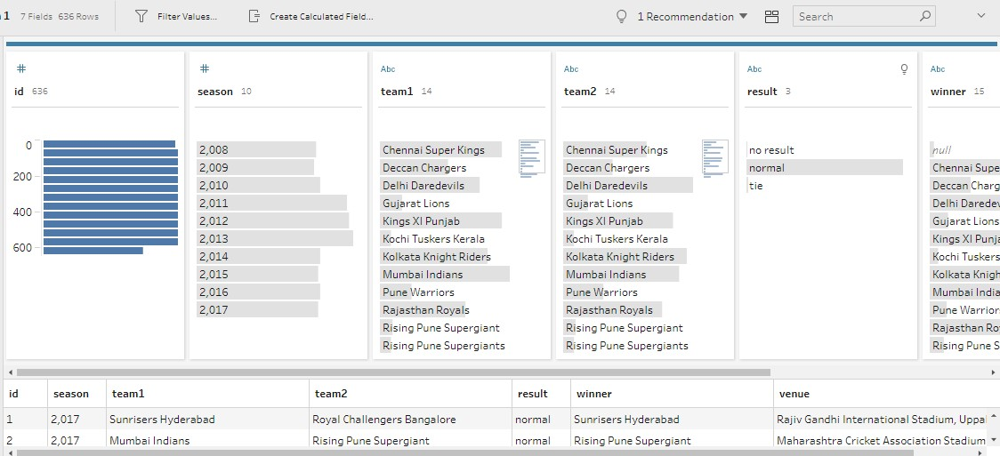 1 7 Fields 636 Rows Filter Values... Create Calculated Field... 1 Recommendation Search
# # Abc Abc Abc Abc
id 636 season 10 team1 14 team2 14 result 3 winner 15
0
200
400
600
2,008
2,009
2,010
2,011
2,012
2,013
2,014
2,015
2,016
2,017
Chennai Super Kings
Deccan Chargers
Delhi Daredevils
Gujarat Lions
Kings XI Punjab
Kochi Tuskers Kerala
Kolkata Knight Riders
Mumbai Indians
Pune Warriors
Rajasthan Royals
Rising Pune Supergiant
Rising Pune Supergiants
Chennai Super Kings
Deccan Chargers
Delhi Daredevils
Gujarat Lions
Kings XI Punjab
Kochi Tuskers Kerala
Kolkata Knight Riders
Mumbai Indians
Pune Warriors
Rajasthan Royals
Rising Pune Supergiant
Rising Pune Supergiants
no result
normal
tie
null
Chennai Supe
Deccan Charg
Delhi Daredev
Gujarat Lions
Kings XI Punja
Kochi Tuskers
Kolkata Knigh
Mumbai India
Pune Warrior
Rajasthan Ro
Rising Pune S
id season team1 team2 result winner venue
1 2,017 Sunrisers Hyderabad Royal Challengers Bangalore normal Sunrisers Hyderabad Rajiv Gandhi International Stadium, Uppal
2 2,017 Mumbai Indians Rising Pune Supergiant normal Rising Pune Supergiant Maharashtra Cricket Association Stadium